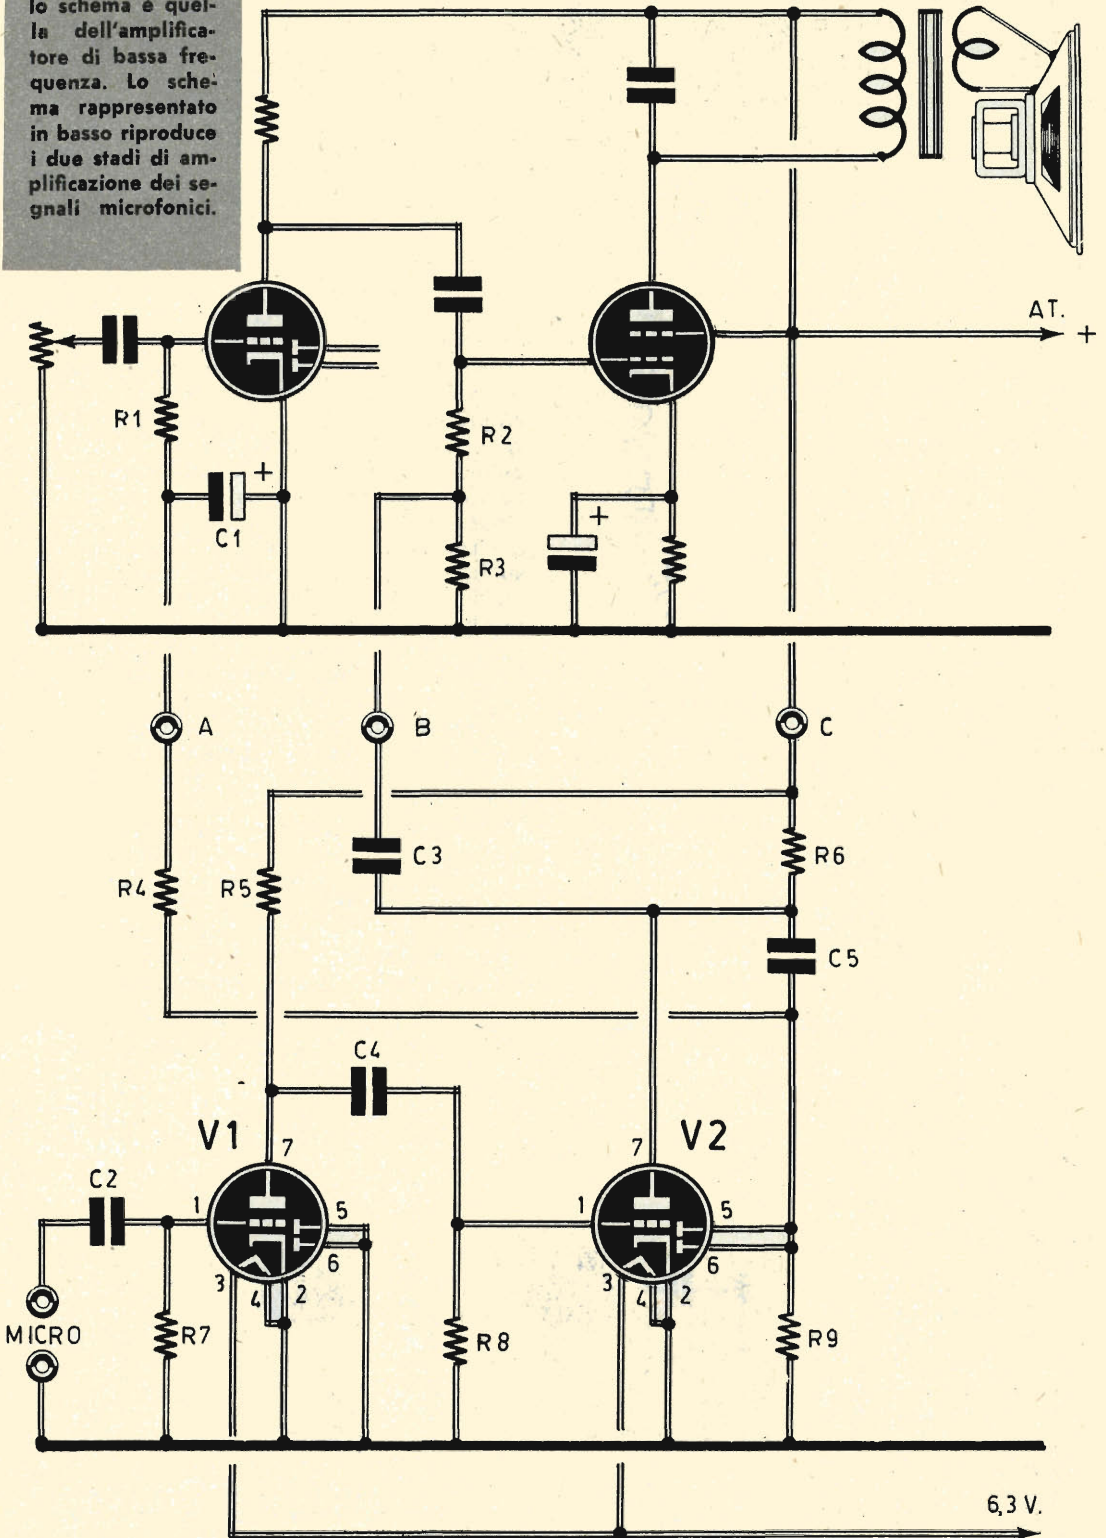 lo schema è quel-
la dell'amplifica-
tore di bassa fre-
quenza. Lo sche-
ma rappresentato
in basso riproduce
i due stadi di am-
plificazione dei se-
gnali microfonici.
AT.
+
R1
+
C1
R2
R3
+
A
B
C
C3
R6
R4
R5
C5
C4
V1
7
V2
7
C2
1
5
6
3
4
2
1
5
6
3
4
2
MICRO
R7
R8
R9
6,3 V.